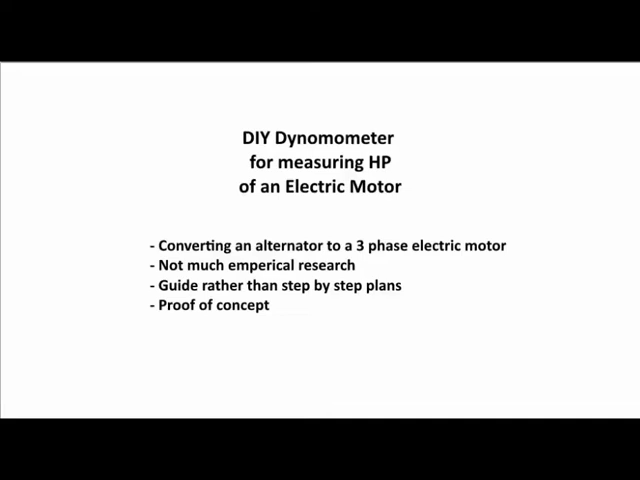 DIY Dynomometer
for measuring HP
of an Electric Motor
- Converting an alternator to a 3 phase electric motor
- Not much emperical research
- Guide rather than step by step plans
- Proof of concept